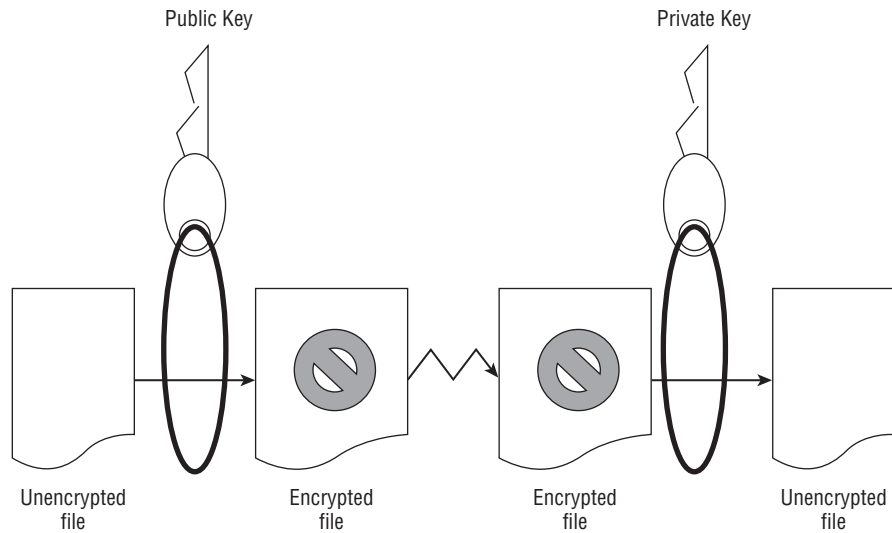 Public Key
Private Key
Unencrypted
file
Encrypted
file
Encrypted
file
Unencrypted
file